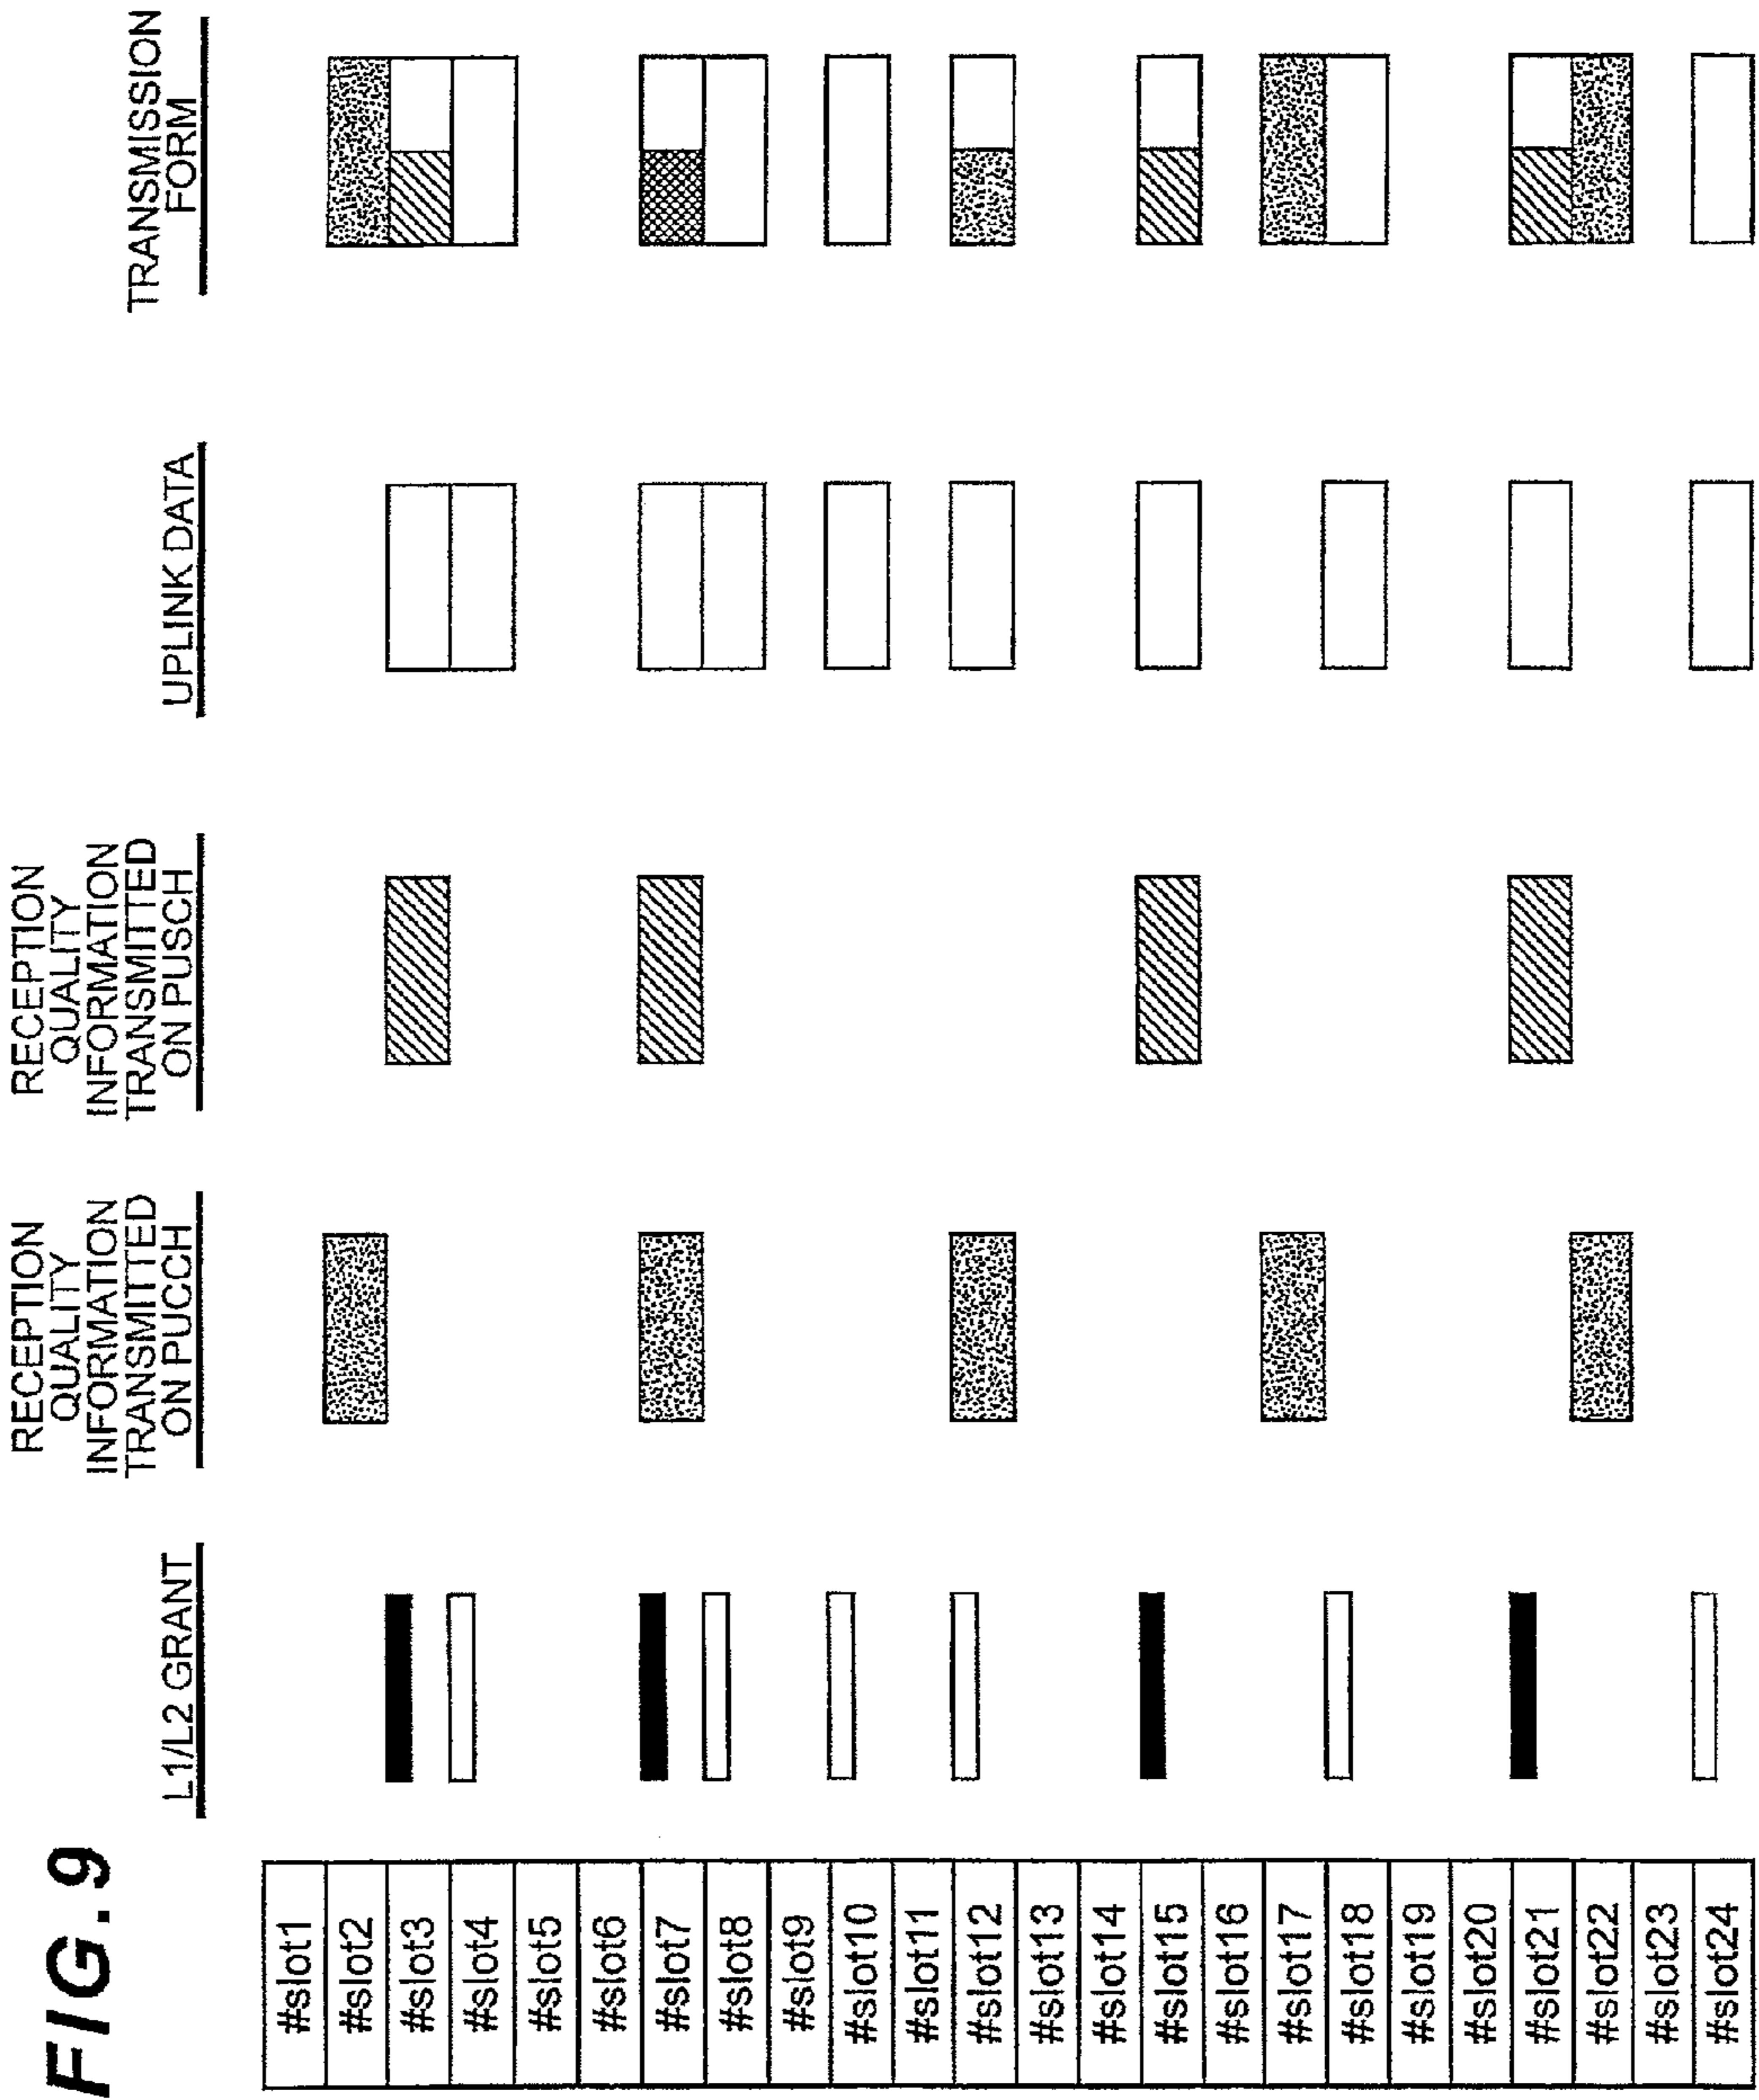 FIG. 9
L1/L2 GRANT
RECEPTION
QUALITY
INFORMATION
TRANSMITTED
ON PUCCH
RECEPTION
QUALITY
INFORMATION
TRANSMITTED
ON PUSCH
UPLINK DATA
TRANSMISSION
FORM
#slot1
#slot2
#slot3
#slot4
#slot5
#slot6
#slot7
#slot8
#slot9
#slot10
#slot11
#slot12
#slot13
#slot14
#slot15
#slot16
#slot17
#slot18
#slot19
#slot20
#slot21
#slot22
#slot23
#slot24